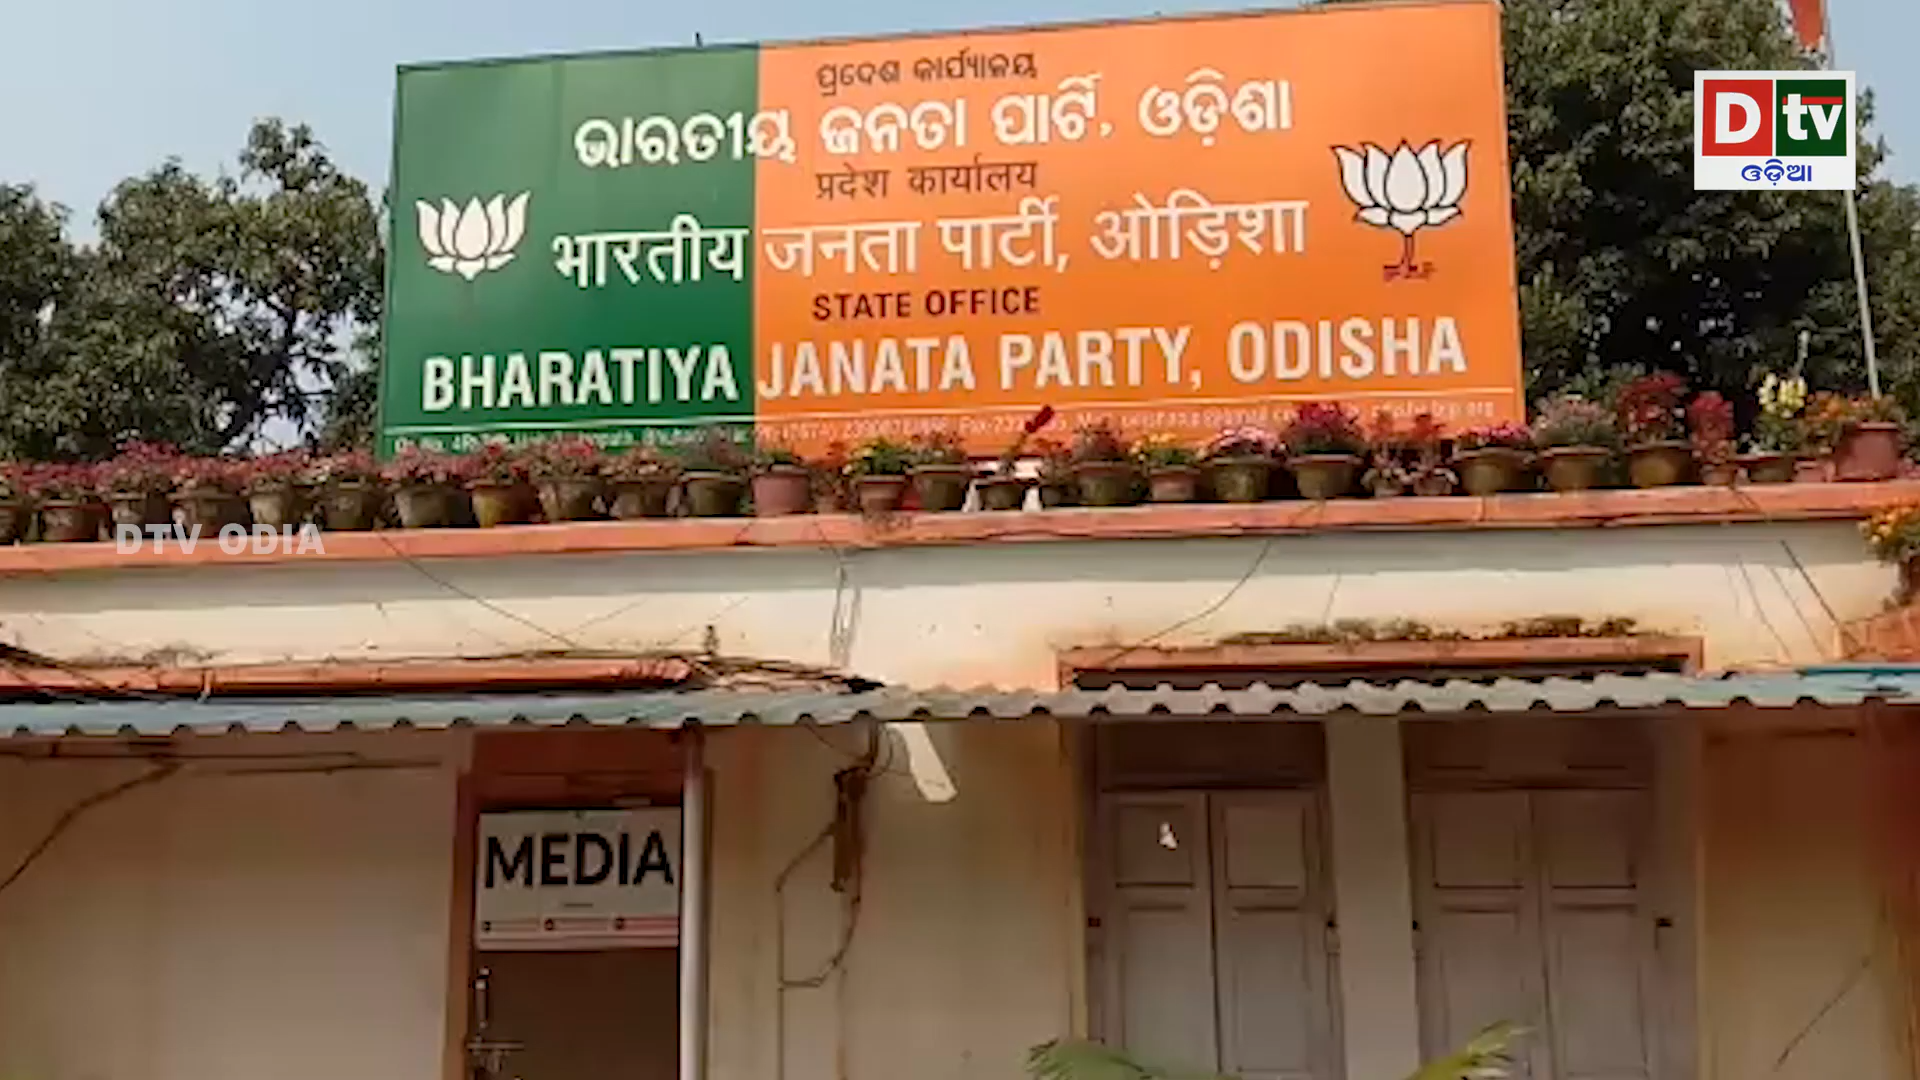 ପ୍ରଦେଶ କାର୍ଯ୍ୟାଳୟ
ଭାରତୀୟ ଜନତା ପାର୍ଟି, ଓଡ଼ିଶା
प्रदेश कार्यालय
भारतीय जनता पार्टी, ओड़िशा
STATE OFFICE
BHARATIYA JANATA PARTY, ODISHA
Dtv
ଓଡ଼ିଆ
DTV ODIA
MEDIA